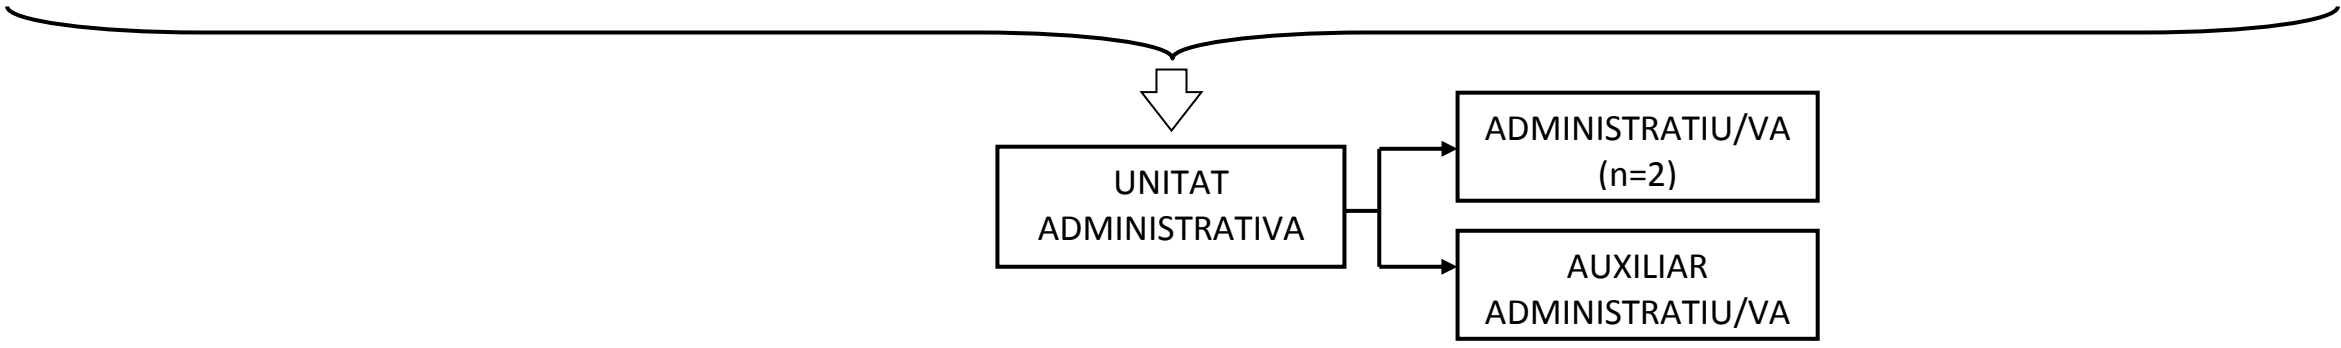 UNITAT
ADMINISTRATIVA
ADMINISTRATIU/VA
(n=2)
AUXILIAR
ADMINISTRATIU/VA